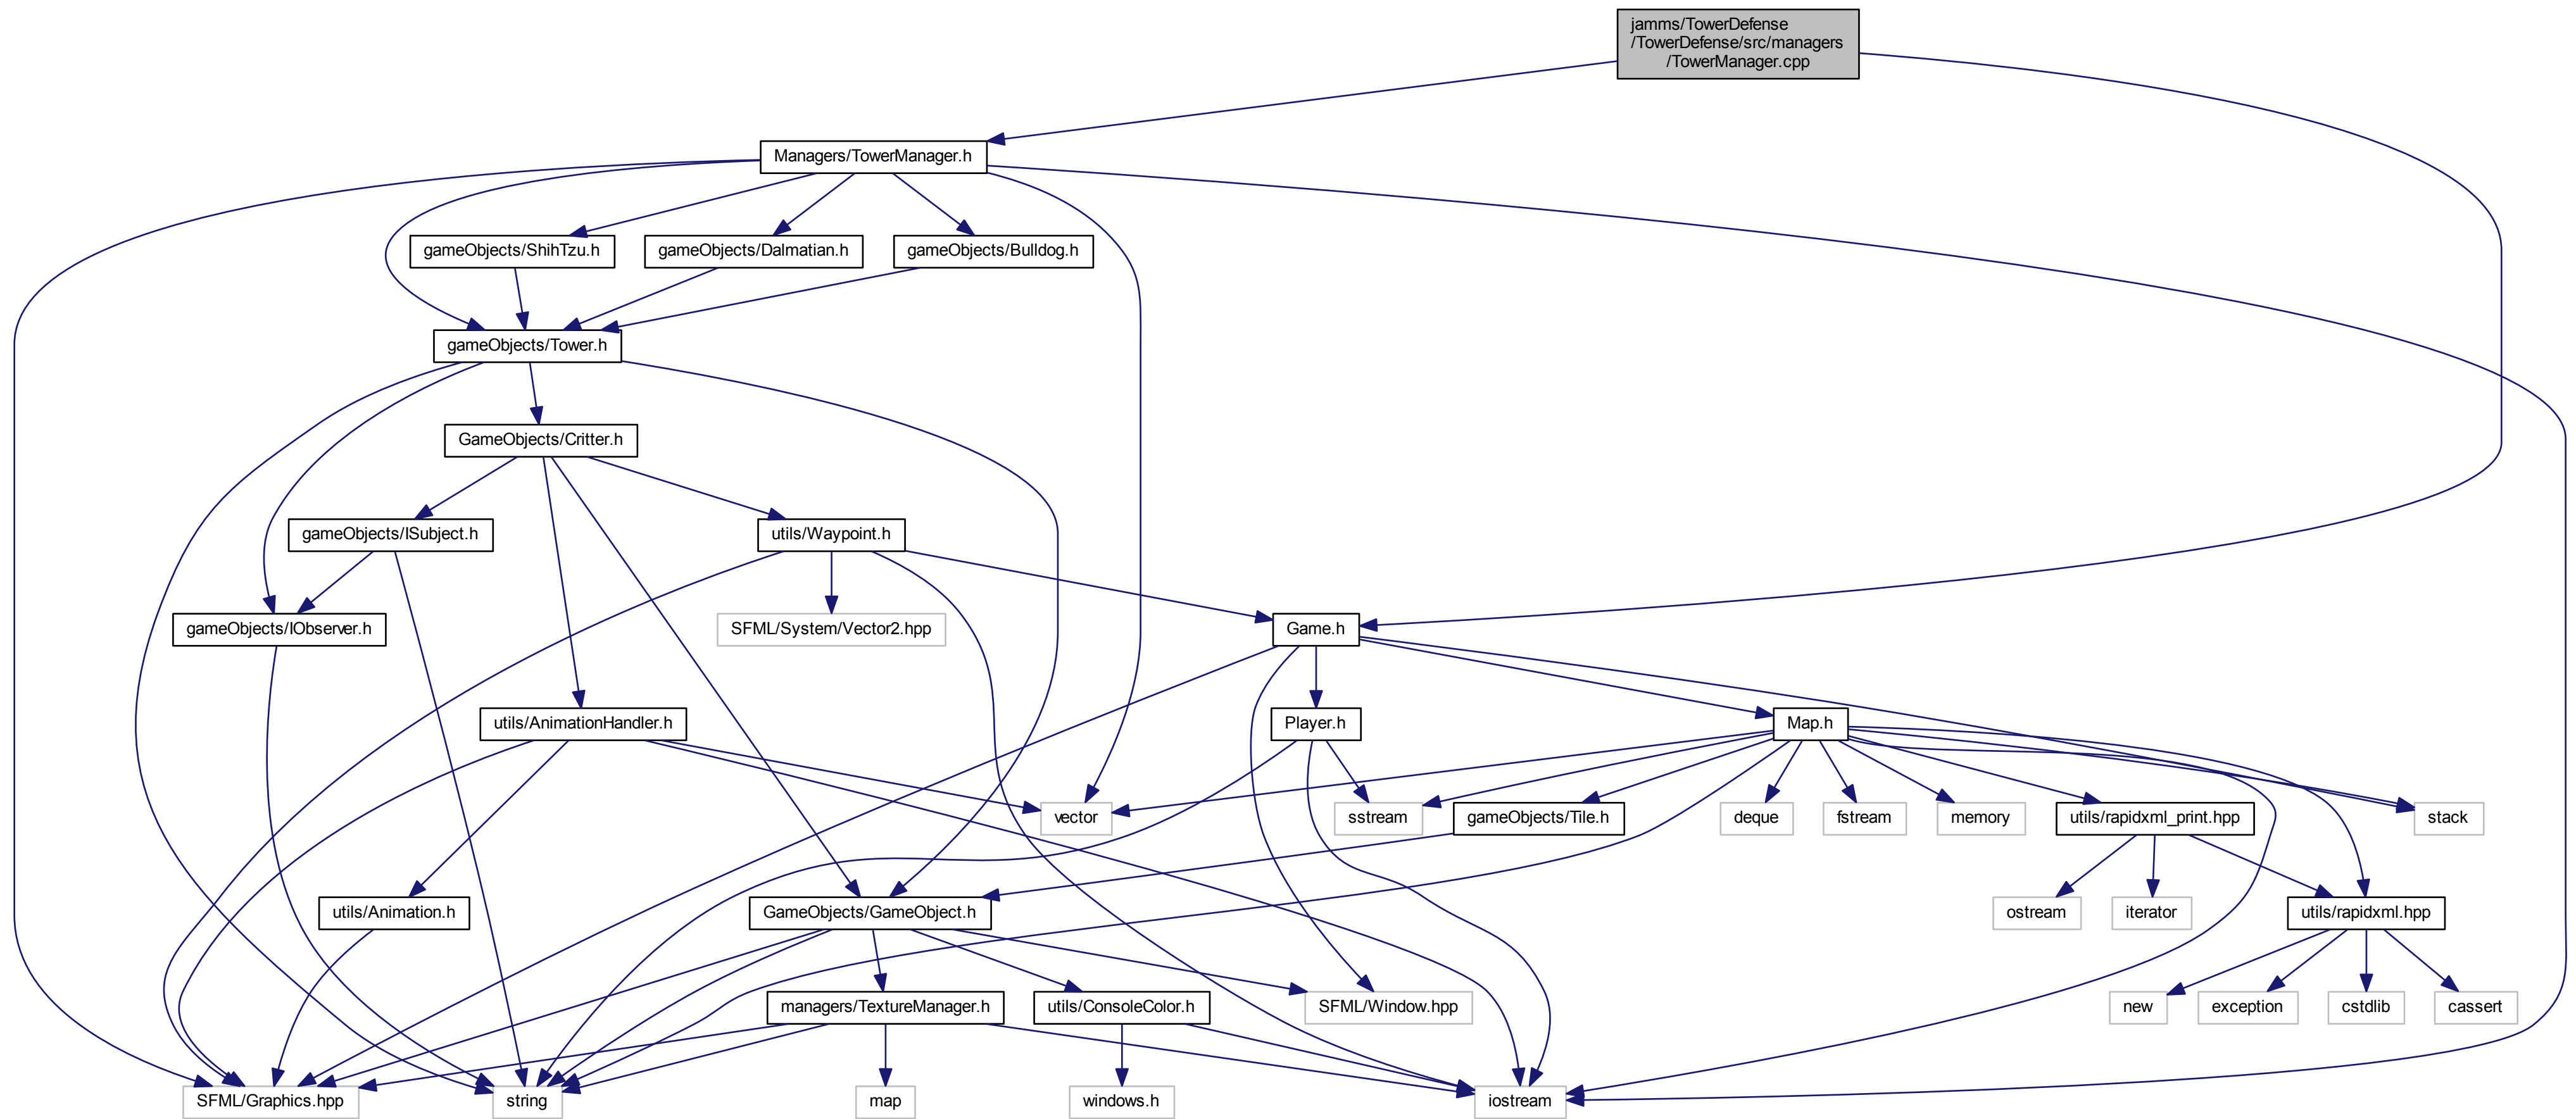 jamms/TowerDefense
/TowerDefense/src/managers
/TowerManager.cpp
Managers/TowerManager.h
gameObjects/ShihTzu.h
gameObjects/Dalmatian.h
gameObjects/Bulldog.h
gameObjects/Tower.h
GameObjects/Critter.h
gameObjects/ISubject.h
utils/Waypoint.h
gameObjects/IObserver.h
SFML/System/Vector2.hpp
Game.h
utils/AnimationHandler.h
Player.h
Map.h
vector
sstream
gameObjects/Tile.h
deque
fstream
memory
utils/rapidxml_print.hpp
stack
utils/Animation.h
GameObjects/GameObject.h
ostream
iterator
utils/rapidxml.hpp
managers/TextureManager.h
utils/ConsoleColor.h
SFML/Window.hpp
new
exception
cstdlib
cassert
SFML/Graphics.hpp
string
map
windows.h
iostream